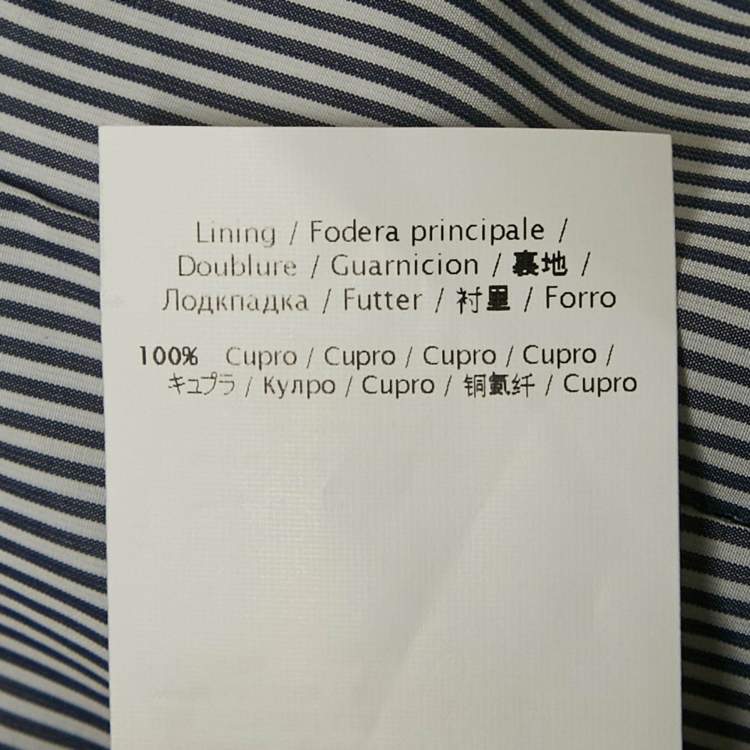 Lining / Fodera principale /
Doublure / Guarnicion / 裏地 /
Лодкпадка / Futter / 衬里 / Forro
100% Cupro / Cupro / Cupro / Cupro /
キュプラ / Кулро / Cupro / 铜氨纤 / Cupro